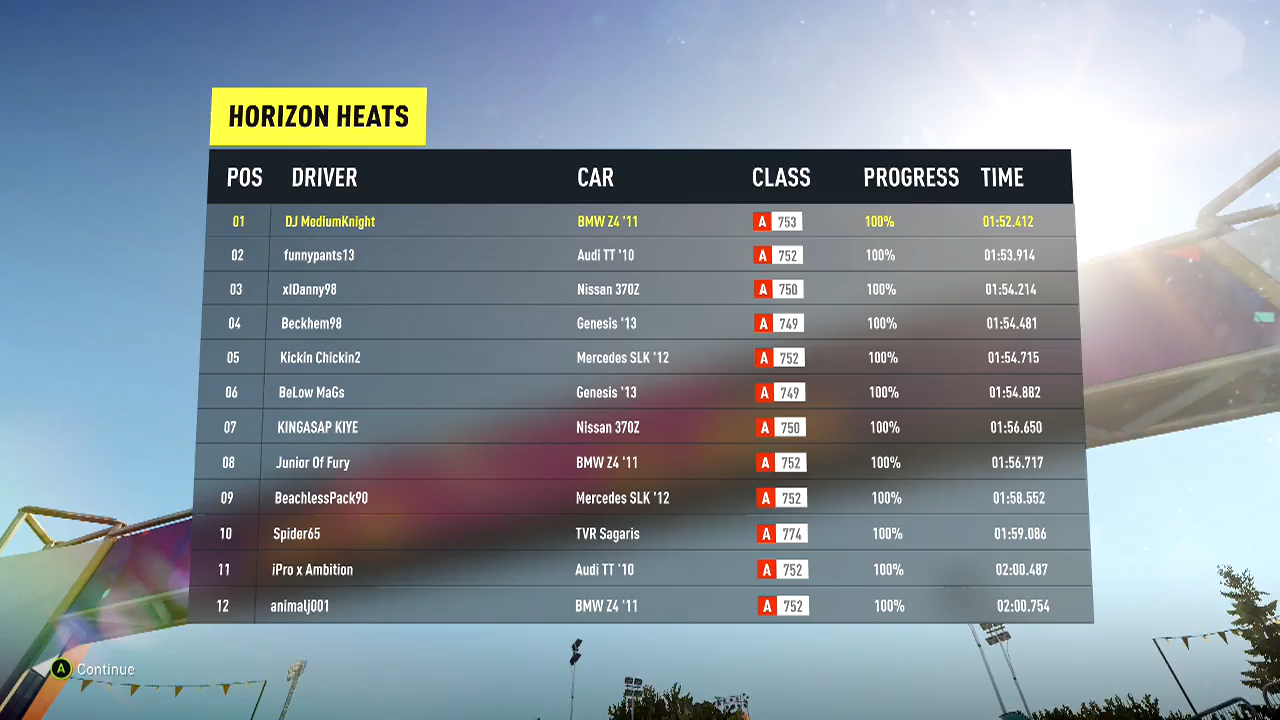 HORIZON HEATS
POS DRIVER CAR CLASS PROGRESS TIME
01 DJ MediumKnight BMW Z4 '11 A 753 100% 01:52.412
02 funnypants13 Audi TT '10 A 752 100% 01:53.914
03 xlDanny98 Nissan 370Z A 750 100% 01:54.214
04 Beckhem98 Genesis '13 A 749 100% 01:54.481
05 Kickin Chickin2 Mercedes SLK '12 A 752 100% 01:54.715
06 BeLow MaGs Genesis '13 A 749 100% 01:54.882
07 KINGASAP KIYE Nissan 370Z A 750 100% 01:56.650
08 Junior Of Fury BMW Z4 '11 A 752 100% 01:56.717
09 BeachlessPack90 Mercedes SLK '12 A 752 100% 01:58.552
10 Spider65 TVR Sagaris A 774 100% 01:59.086
11 iPro x Ambition Audi TT '10 A 752 100% 02:00.487
12 animalj001 BMW Z4 '11 A 752 100% 02:00.754
A Continue